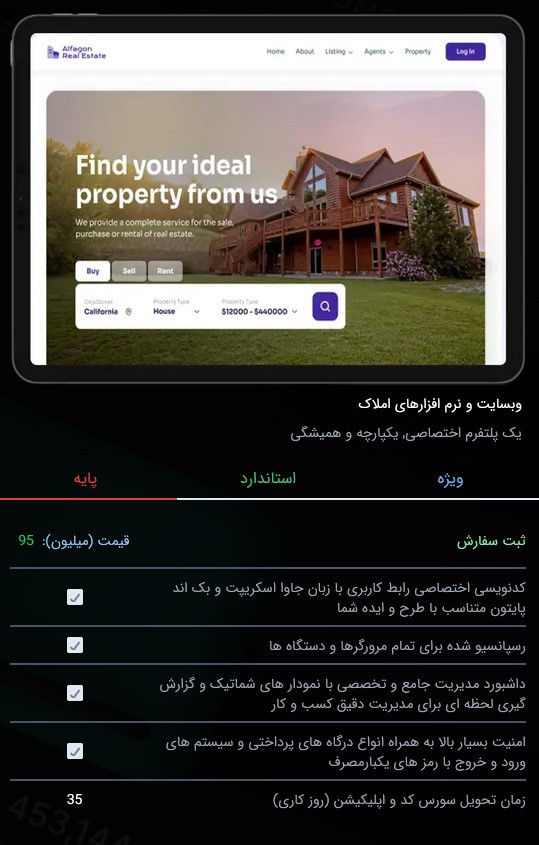 Alfagon
Real Estate
Home About Listing Agents Property Log In
Find your ideal
property from us
We provide a complete service for the sale,
purchase or rental of real estate.
Buy Sell Rent
City/Street Property Type Property Type
California House $12000 - $440000
وبسایت و نرم افزارهای املاک
یک پلتفرم اختصاصی, یکپارچه و همیشگی
ویژه استاندارد پایه
ثبت سفارش قیمت (میلیون): 95
کدنویسی اختصاصی رابط کاربری با زبان جاوا اسکریپت و بک اند
پایتون متناسب با طرح و ایده شما
رسپانسیو شده برای تمام مرورگرها و دستگاه ها
داشبورد مدیریت جامع و تخصصی با نمودار های شماتیک و گزارش
گیری لحظه ای برای مدیریت دقیق کسب و کار
امنیت بسیار بالا به همراه انواع درگاه های پرداختی و سیستم های
ورود و خروج با رمز های یکبارمصرف
زمان تحویل سورس کد و اپلیکیشن (روز کاری) 35